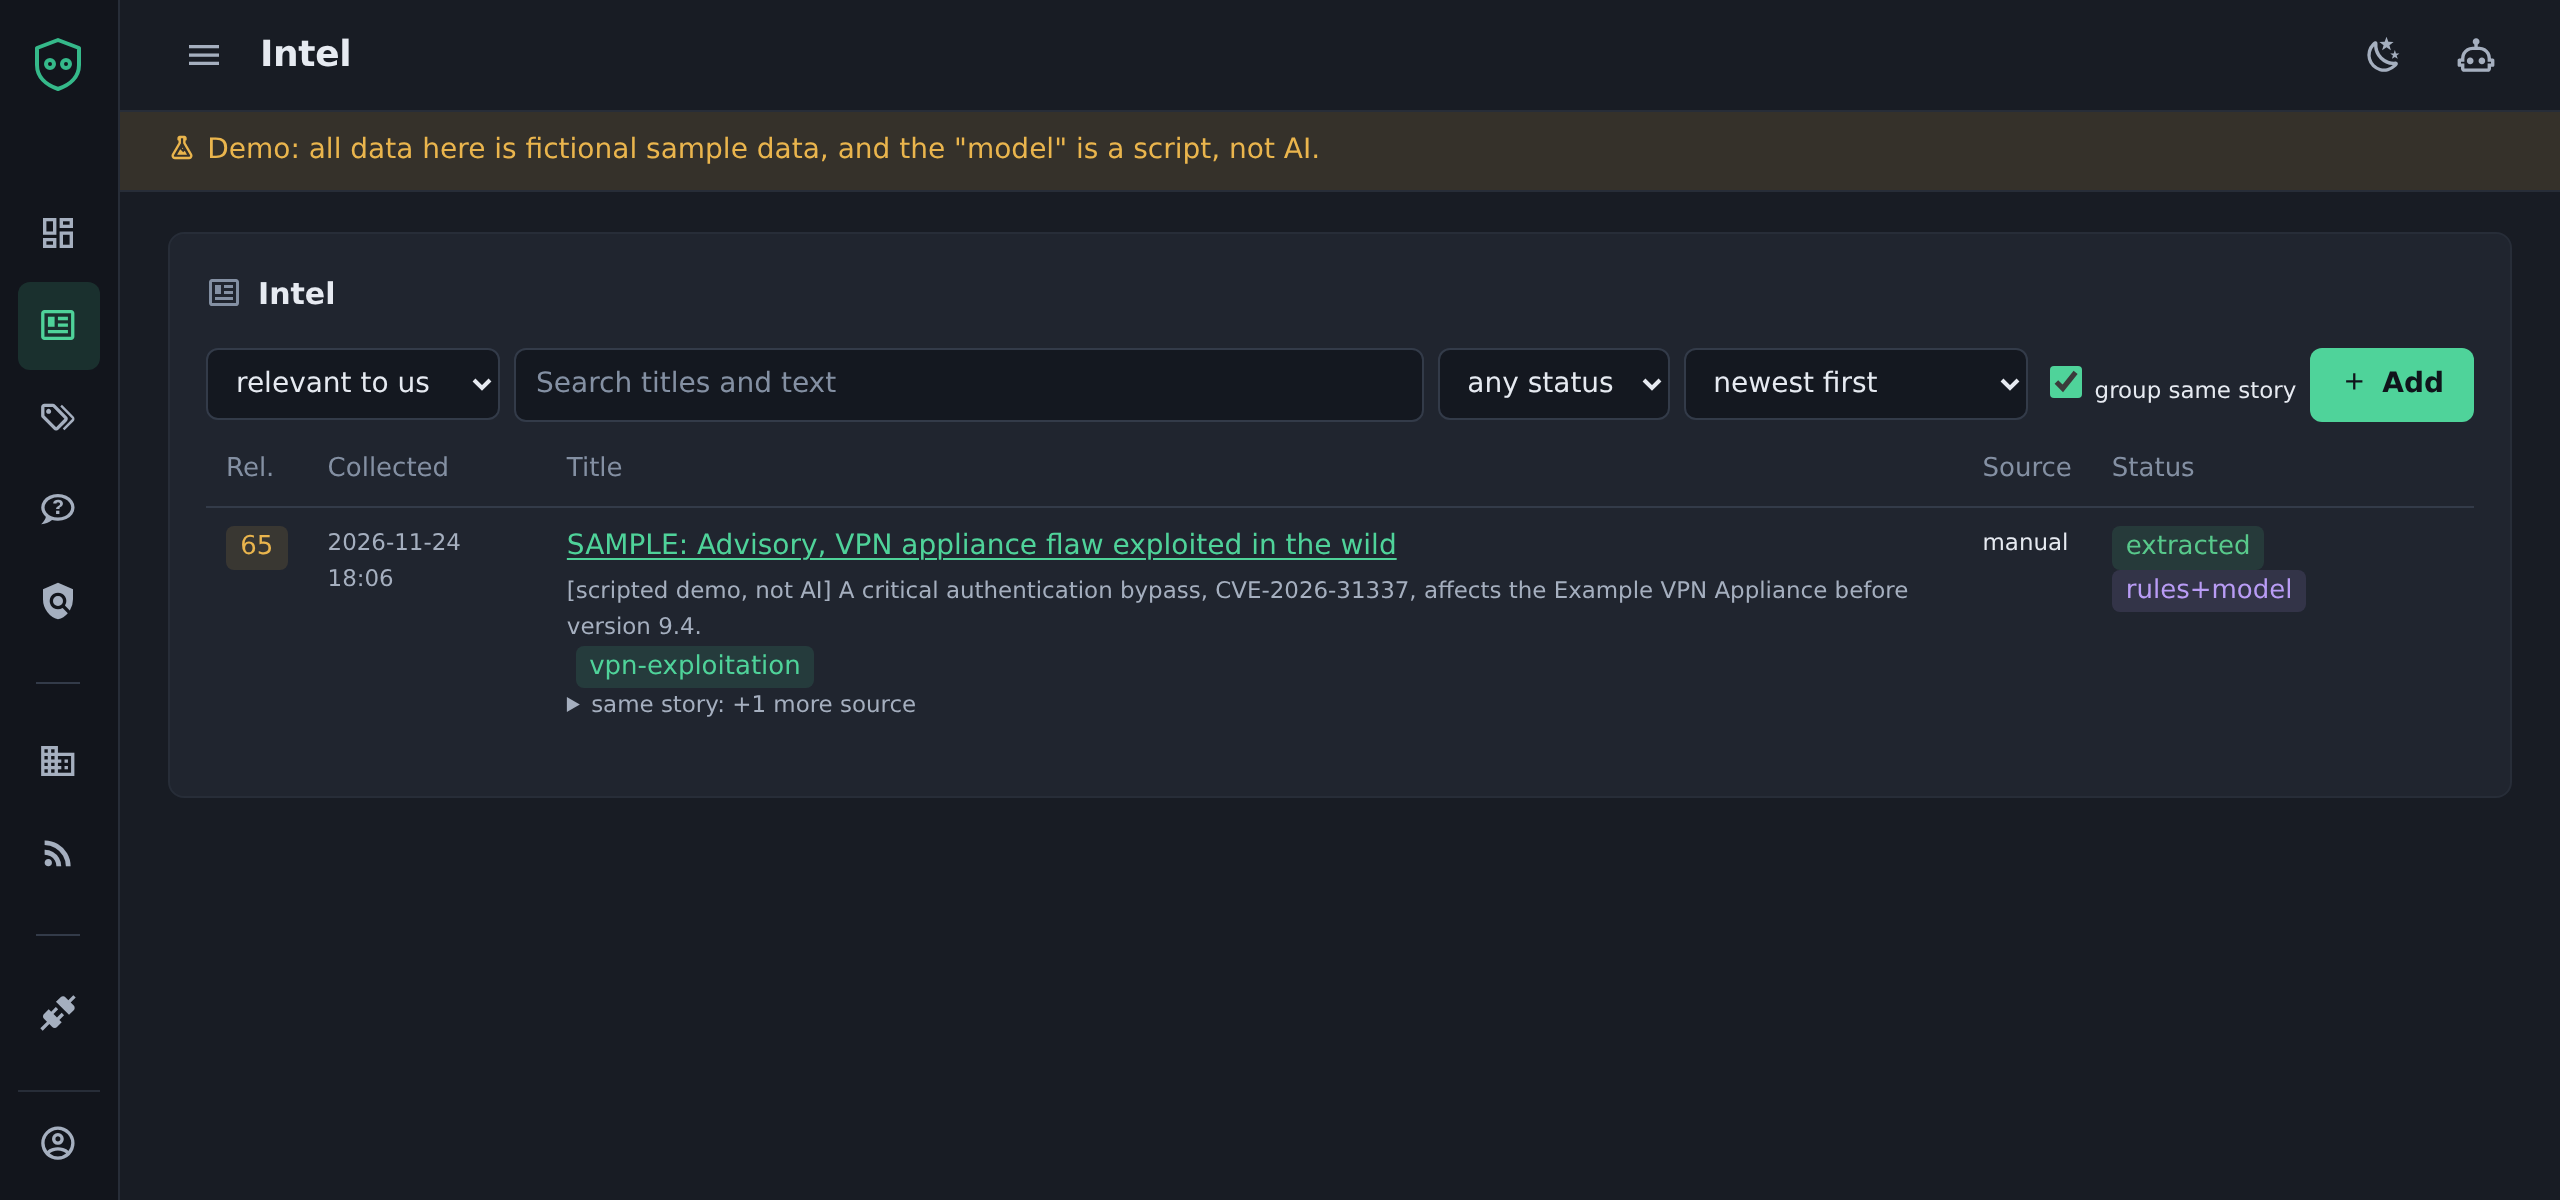 Intel
Demo: all data here is fictional sample data, and the "model" is a script, not AI.
Intel
relevant to us
Search titles and text
any status
newest first
group same story
+ Add
Rel.
Collected
Title
Source
Status
65
2026-11-24
18:06
SAMPLE: Advisory, VPN appliance flaw exploited in the wild
[scripted demo, not AI] A critical authentication bypass, CVE-2026-31337, affects the Example VPN Appliance before
version 9.4.
vpn-exploitation
same story: +1 more source
manual
extracted
rules+model